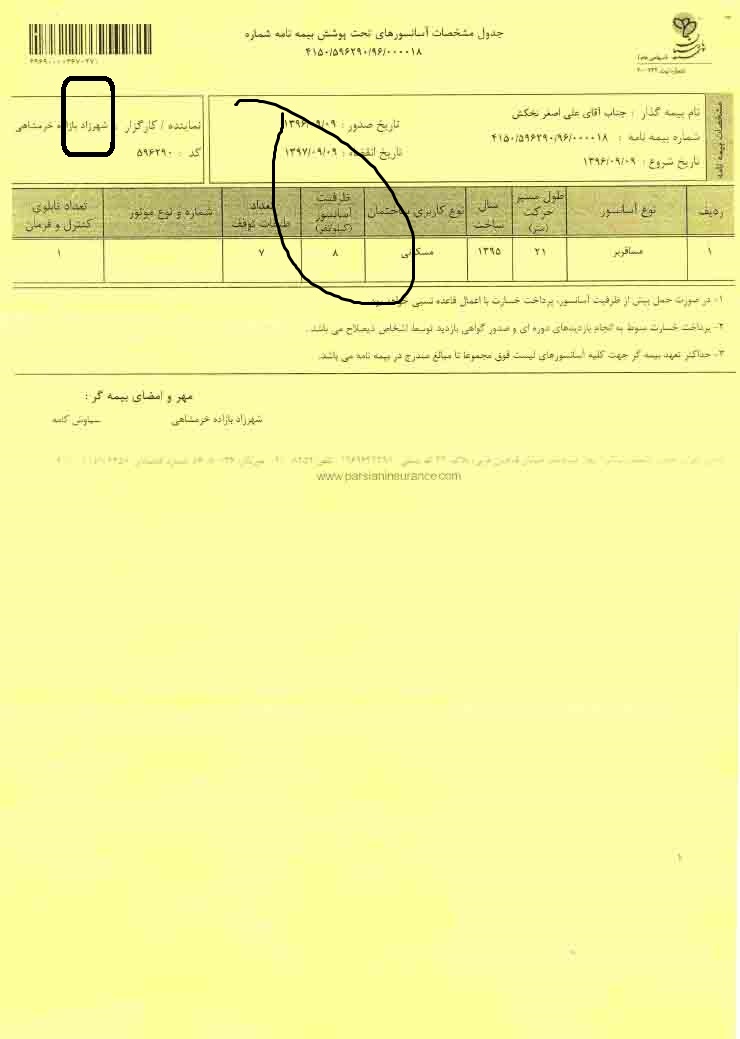 جدول مشخصات آسانسورهای تحت پوشش بیمه نامه شماره
۴۱۵۰/۵۹۶۲۹۰/۹۶/۰۰۰۰۱۸
(سهامی عام)
مشخصات بیمه نامه
نام بیمه گذار : جناب آقای علی اصغر نخکش
شماره بیمه نامه : ۴۱۵۰/۵۹۶۲۹۰/۹۶/۰۰۰۰۱۸
تاریخ شروع : ۱۳۹۶/۰۹/۰۹
تاریخ صدور : ۱۳۹۶/۰۹/۰۹
تاریخ انقضاء : ۱۳۹۷/۰۹/۰۹
نماینده / کارگزار : شهرزاد بازاده خرمشاهی
کد : ۵۹۶۲۹۰
ردیف نوع آسانسور طول مسیر حرکت (متر) سال ساخت نوع کاربری ساختمان ظرفیت آسانسور (کیلو/نفر) تعداد طبقات توقف شماره و نوع موتور تعداد تابلوی کنترل و فرمان
۱ مسافربر ۲۱ ۱۳۹۵ مسکونی ۸ ۷ ۱
۱- در صورت حمل بیش از ظرفیت آسانسور، پرداخت خسارت با اعمال قاعده نسبی خواهد بود.
۲- پرداخت خسارت منوط به انجام بازدیدهای دوره ای و صدور گواهی بازدید توسط اشخاص ذیصلاح می باشد .
۳- حداکثر تعهد بیمه گر جهت کلیه آسانسورهای لیست فوق مجموعا تا مبالغ مندرج در بیمه نامه می باشد.
مهر و امضای بیمه گر :
شهرزاد بازاده خرمشاهی سیاوش کامه
www.parsianinsurance.com
۱